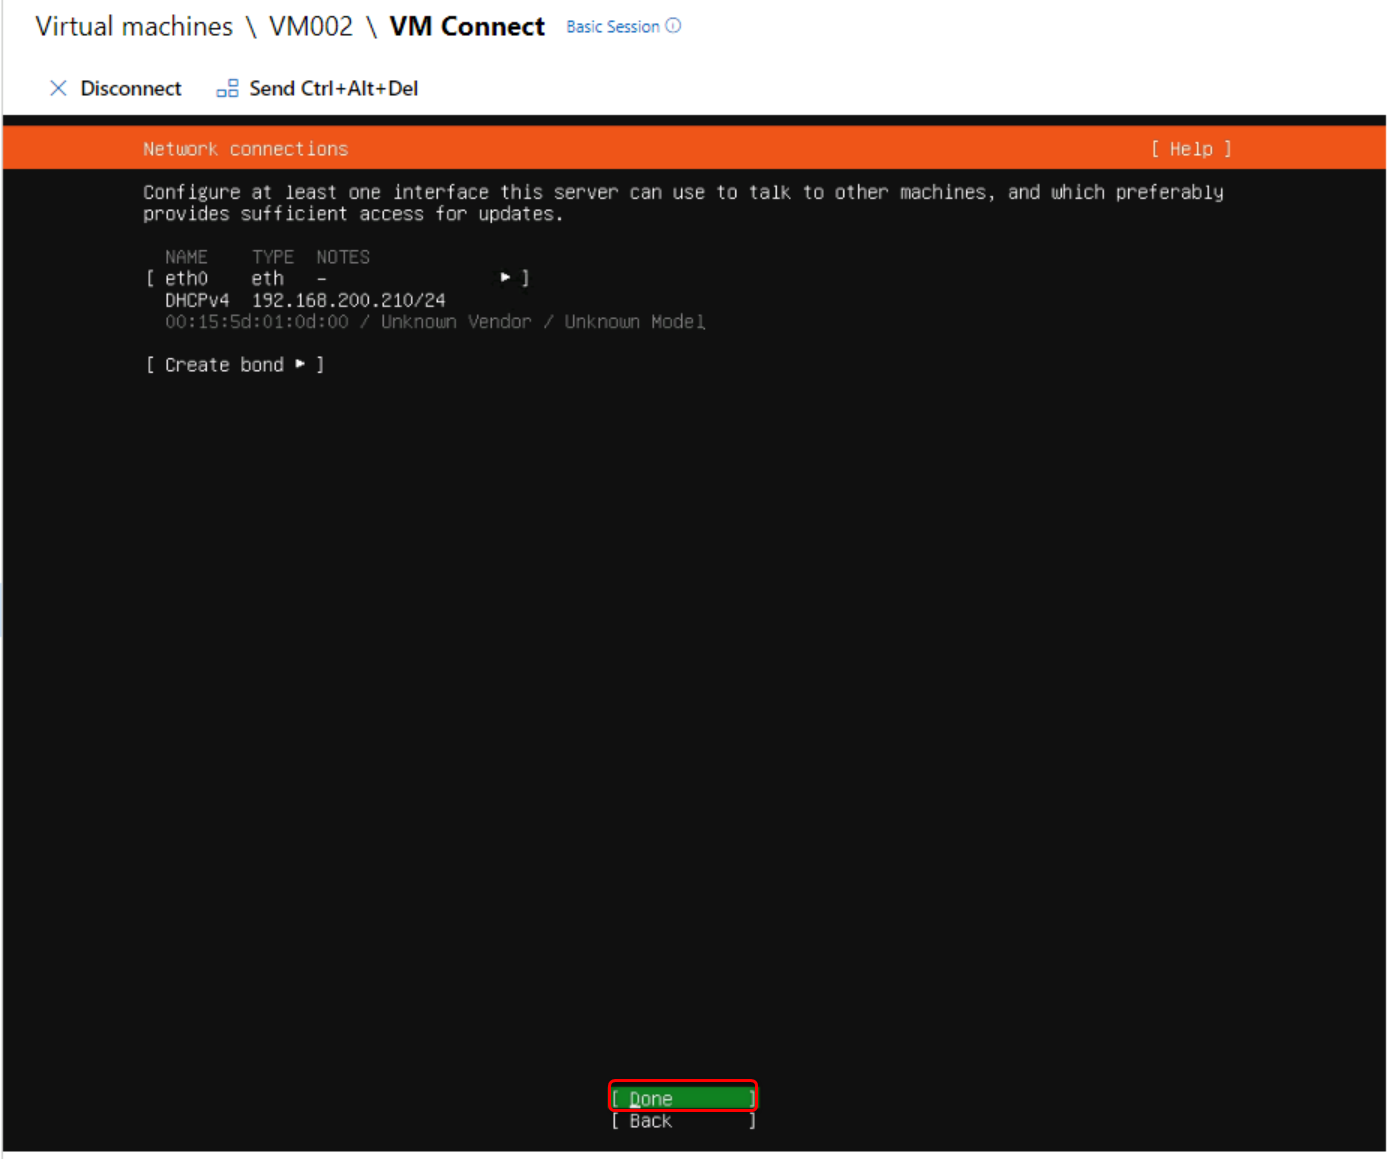 Virtual machines \ VM002 \ VM Connect Basic Session
Disconnect Send Ctrl+Alt+Del
Network connections [ Help ]
Configure at least one interface this server can use to talk to other machines, and which preferably
provides sufficient access for updates.
NAME TYPE NOTES
[ eth0 eth - ▸ ]
DHCPv4 192.168.200.210/24
00:15:5d:01:0d:00 / Unknown Vendor / Unknown Model
[ Create bond ▸ ]
[ Done ]
[ Back ]